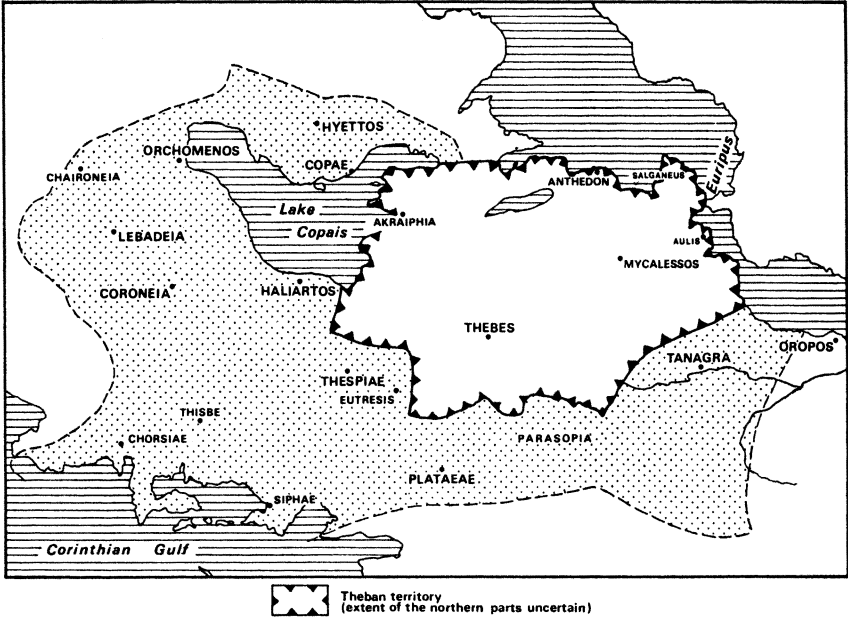 HYETTOS
Euripus
ORCHOMENOS
COPAE
CHAIRONEIA
ANTHEDON
SALGANEUS
Lake
Copais
AKRAIPHIA
LEBADEIA
AULIS
MYCALESSOS
CORONEIA
HALIARTOS
THEBES
OROPOS
TANAGRA
THESPIAE
EUTRESIS
THISBE
CHORSIAE
PARASOPIA
PLATAEAE
SIPHAE
Corinthian Gulf
Theban territory
(extent of the northern parts uncertain)